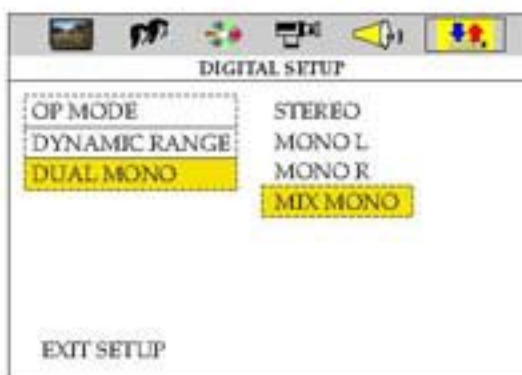 DIGITAL SETUP
OP MODE
DYNAMIC RANGE
DUAL MONO
STEREO
MONO L
MONO R
MIX MONO
EXIT SETUP